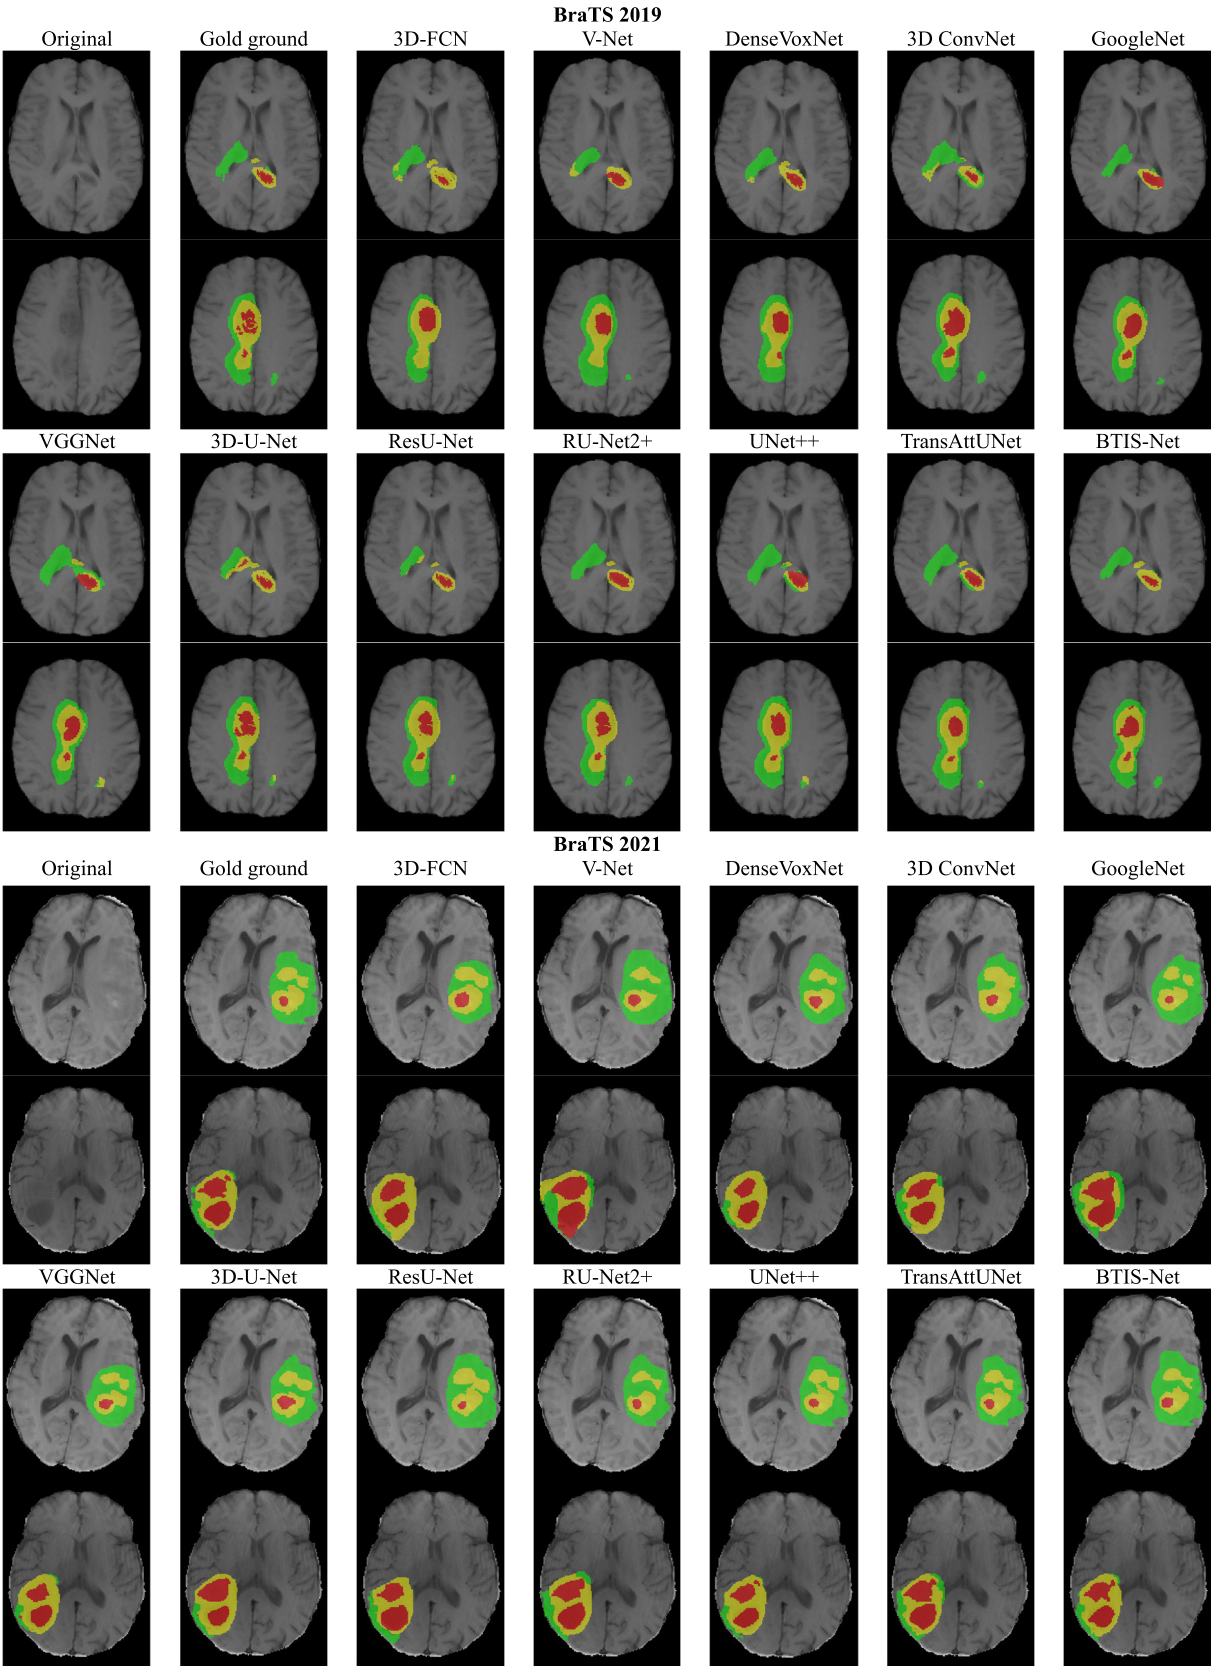 BraTS 2019
Original Gold ground 3D-FCN V-Net DenseVoxNet 3D ConvNet GoogleNet
VGGNet 3D-U-Net ResU-Net RU-Net2+ UNet++ TransAttUNet BTIS-Net
BraTS 2021
Original Gold ground 3D-FCN V-Net DenseVoxNet 3D ConvNet GoogleNet
VGGNet 3D-U-Net ResU-Net RU-Net2+ UNet++ TransAttUNet BTIS-Net